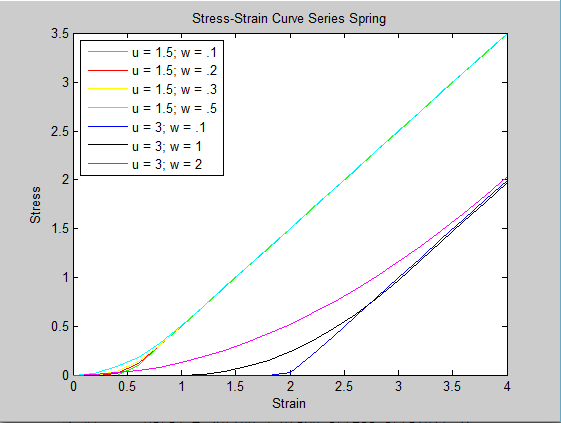 Stress-Strain Curve Series Spring
3.5
3
2.5
2
1.5
1
0.5
0
Stress
u = 1.5; w = .1
u = 1.5; w = .2
u = 1.5; w = .3
u = 1.5; w = .5
u = 3; w = .1
u = 3; w = 1
u = 3; w = 2
0 0.5 1 1.5 2 2.5 3 3.5 4
Strain